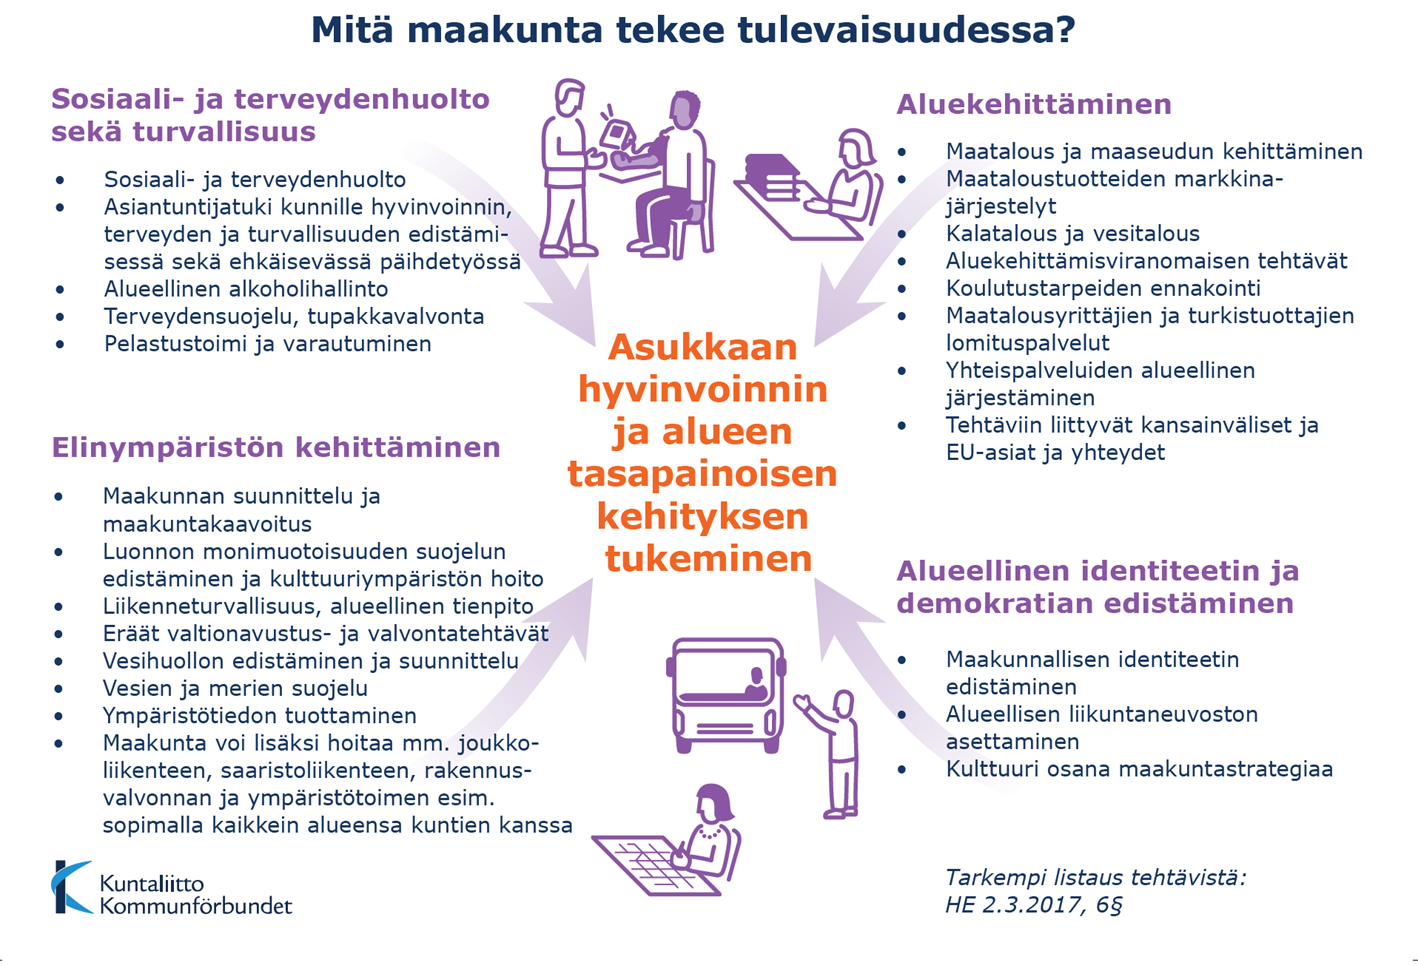 Mitä maakunta tekee tulevaisuudessa?
Sosiaali- ja terveydenhuolto
sekä turvallisuus
• Sosiaali- ja terveydenhuolto
• Asiantuntijatuki kunnille hyvinvoinnin,
terveyden ja turvallisuuden edistämi-
sessä sekä ehkäisevässä päihdetyössä
• Alueellinen alkoholihallinto
• Terveydensuojelu, tupakkavalvonta
• Pelastustoimi ja varautuminen
Elinympäristön kehittäminen
• Maakunnan suunnittelu ja
maakuntakaavoitus
• Luonnon monimuotoisuuden suojelun
edistäminen ja kulttuuriympäristön hoito
• Liikenneturvallisuus, alueellinen tienpito
• Eräät valtionavustus- ja valvontatehtävät
• Vesihuollon edistäminen ja suunnittelu
• Vesien ja merien suojelu
• Ympäristötiedon tuottaminen
• Maakunta voi lisäksi hoitaa mm. joukko-
liikenteen, saaristoliikenteen, rakennus-
valvonnan ja ympäristötoimen esim.
sopimalla kaikkein alueensa kuntien kanssa
Asukkaan
hyvinvoinnin
ja alueen
tasapainoisen
kehityksen
tukeminen
Aluekehittäminen
• Maatalous ja maaseudun kehittäminen
• Maataloustuotteiden markkina-
järjestelyt
• Kalatalous ja vesitalous
• Aluekehittämisviranomaisen tehtävät
• Koulutustarpeiden ennakointi
• Maatalousyrittäjien ja turkistuottajien
lomituspalvelut
• Yhteispalveluiden alueellinen
järjestäminen
• Tehtäviin liittyvät kansainväliset ja
EU-asiat ja yhteydet
Alueellinen identiteetin ja
demokratian edistäminen
• Maakunnallisen identiteetin
edistäminen
• Alueellisen liikuntaneuvoston
asettaminen
• Kulttuuri osana maakuntastrategiaa
Kuntaliitto
Kommunförbundet
Tarkempi listaus tehtävistä:
HE 2.3.2017, 6§